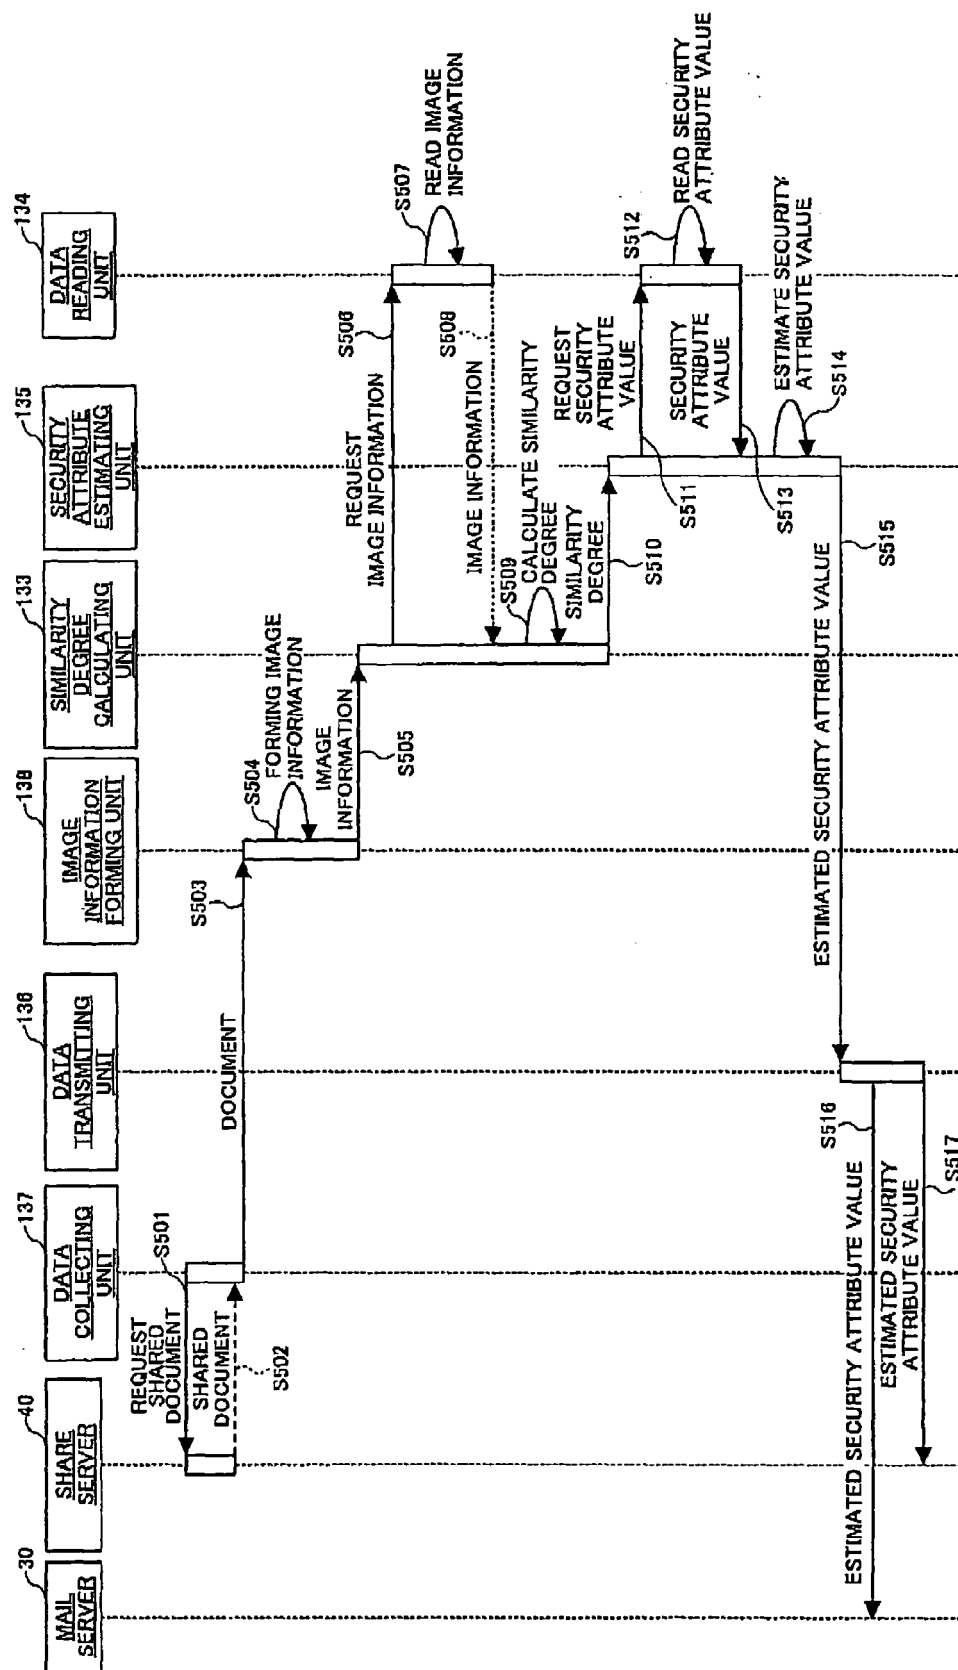 MAIL
SERVER
30
SHARE
SERVER
40
DATA
COLLECTING
UNIT
137
DATA
TRANSMITTING
UNIT
136
IMAGE
INFORMATION
FORMING UNIT
138
SIMILARITY
DEGREE
CALCULATING
UNIT
133
SECURITY
ATTRIBUTE
ESTIMATING
UNIT
135
DATA
READING
UNIT
134
REQUEST
SHARED
DOCUMENT
S501
SHARED
DOCUMENT
S502
DOCUMENT
S503
S504
FORMING IMAGE
INFORMATION
IMAGE
INFORMATION
S505
REQUEST
IMAGE INFORMATION
S506
S507
READ IMAGE
INFORMATION
IMAGE INFORMATION
S508
S509
CALCULATE SIMILARITY
DEGREE
SIMILARITY
DEGREE
S510
REQUEST
SECURITY
ATTRIBUTE
VALUE
S511
S512
READ SECURITY
ATTRIBUTE VALUE
SECURITY
ATTRIBUTE
VALUE
S513
ESTIMATE SECURITY
ATTRIBUTE VALUE
S514
ESTIMATED SECURITY ATTRIBUTE VALUE
S515
ESTIMATED SECURITY ATTRIBUTE VALUE
S516
ESTIMATED SECURITY
ATTRIBUTE VALUE
S517